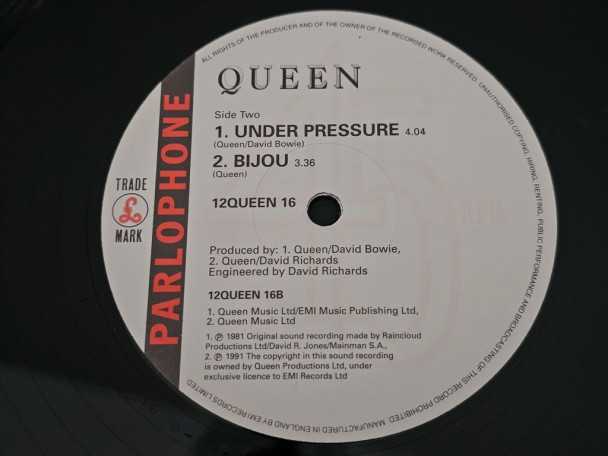 ALL RIGHTS OF THE PRODUCER AND OF THE OWNER OF THE RECORDED WORK RESERVED. UNAUTHORISED COPYING, HIRING, RENTING, PUBLIC PERFORMANCE AND BROADCASTING OF THIS RECORD PROHIBITED. MANUFACTURED IN ENGLAND BY EMI RECORDS LIMITED
QUEEN
Side Two
1. UNDER PRESSURE 4.04
(Queen/David Bowie)
2. BIJOU 3.36
(Queen)
12QUEEN 16
PARLOPHONE
TRADE
£
MARK
Produced by: 1. Queen/David Bowie,
2. Queen/David Richards
Engineered by David Richards
12QUEEN 16B
1. Queen Music Ltd/EMI Music Publishing Ltd,
2. Queen Music Ltd
1. ℗ 1981 Original sound recording made by Raincloud
Productions Ltd/David R. Jones/Mainman S.A.,
2. ℗ 1991 The copyright in this sound recording
is owned by Queen Productions Ltd, under
exclusive licence to EMI Records Ltd